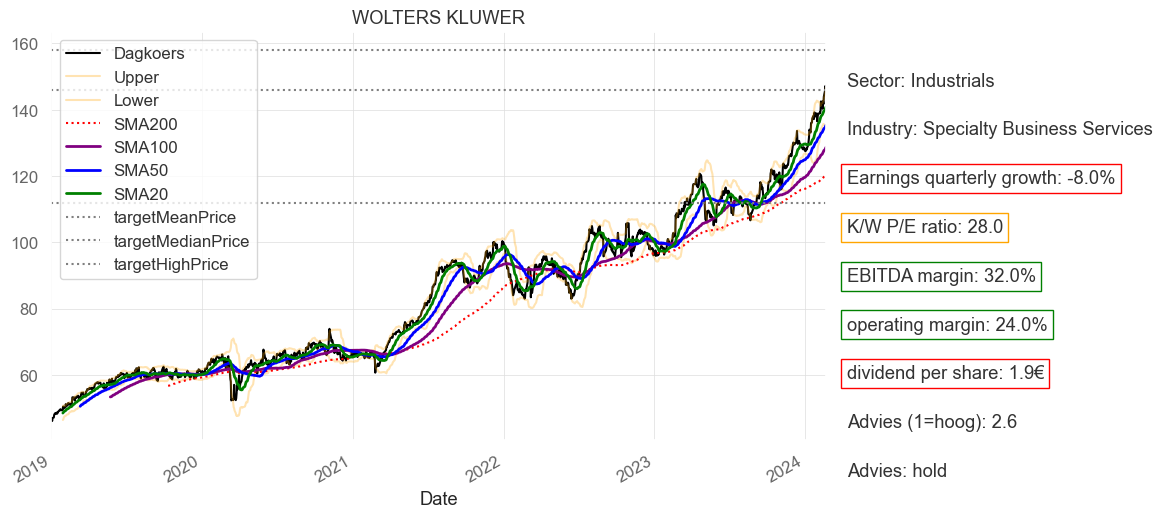 WOLTERS KLUWER
160
140
120
100
80
60
Dagkoers
Upper
Lower
SMA200
SMA100
SMA50
SMA20
targetMeanPrice
targetMedianPrice
targetHighPrice
2019
2020
2021
2022
2023
2024
Date
Sector: Industrials
Industry: Specialty Business Services
Earnings quarterly growth: -8.0%
K/W P/E ratio: 28.0
EBITDA margin: 32.0%
operating margin: 24.0%
dividend per share: 1.9€
Advies (1=hoog): 2.6
Advies: hold